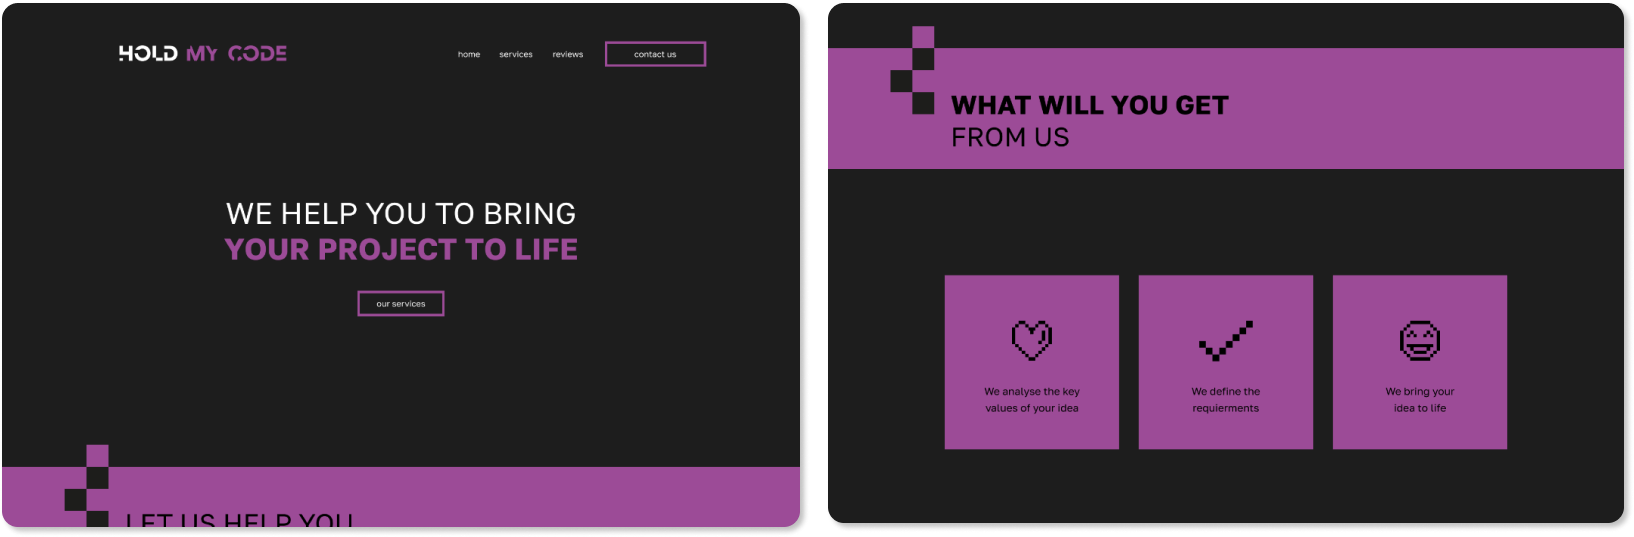 HOLD MY CODE
home services reviews contact us
WE HELP YOU TO BRING
YOUR PROJECT TO LIFE
our services
LET US HELP YOU
WHAT WILL YOU GET
FROM US
We analyse the key
values of your idea
We define the
requierments
We bring your
idea to life